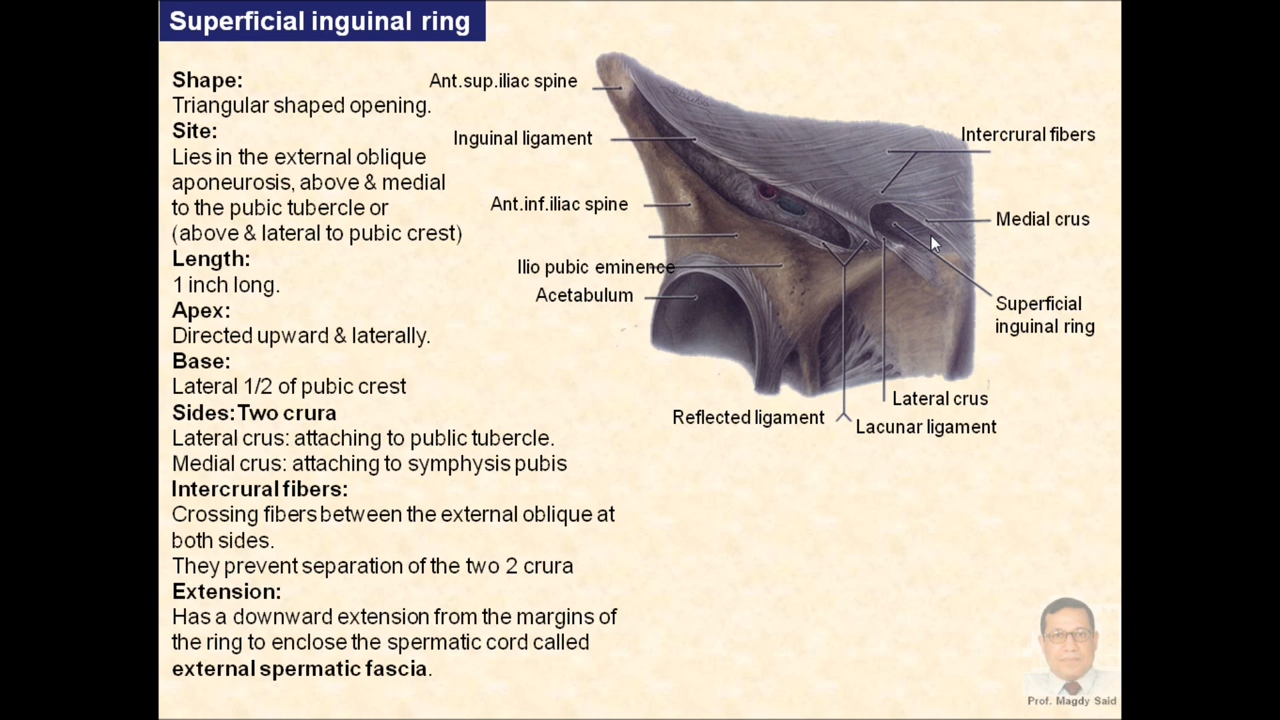 Superficial inguinal ring
Shape:
Triangular shaped opening.
Site:
Lies in the external oblique
aponeurosis, above & medial
to the pubic tubercle or
(above & lateral to pubic crest)
Length:
1 inch long.
Apex:
Directed upward & laterally.
Base:
Lateral 1/2 of pubic crest
Sides: Two crura
Lateral crus: attaching to public tubercle.
Medial crus: attaching to symphysis pubis
Intercrural fibers:
Crossing fibers between the external oblique at
both sides.
They prevent separation of the two 2 crura
Extension:
Has a downward extension from the margins of
the ring to enclose the spermatic cord called
external spermatic fascia.
Ant.sup.iliac spine
Inguinal ligament
Ant.inf.iliac spine
Ilio pubic eminence
Acetabulum
Intercrural fibers
Medial crus
Superficial
inguinal ring
Lateral crus
Reflected ligament
Lacunar ligament
Prof. Magdy Said